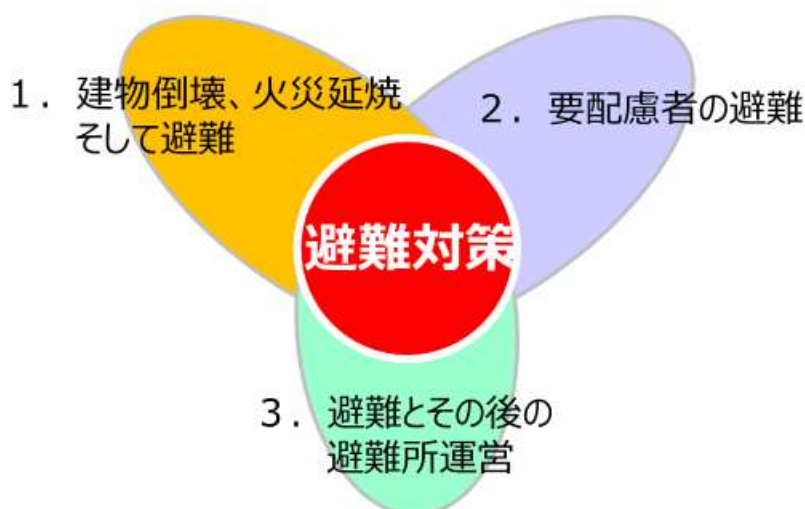 1．建物倒壊、火災延焼
そして避難
2．要配慮者の避難
避難対策
3．避難とその後の
避難所運営